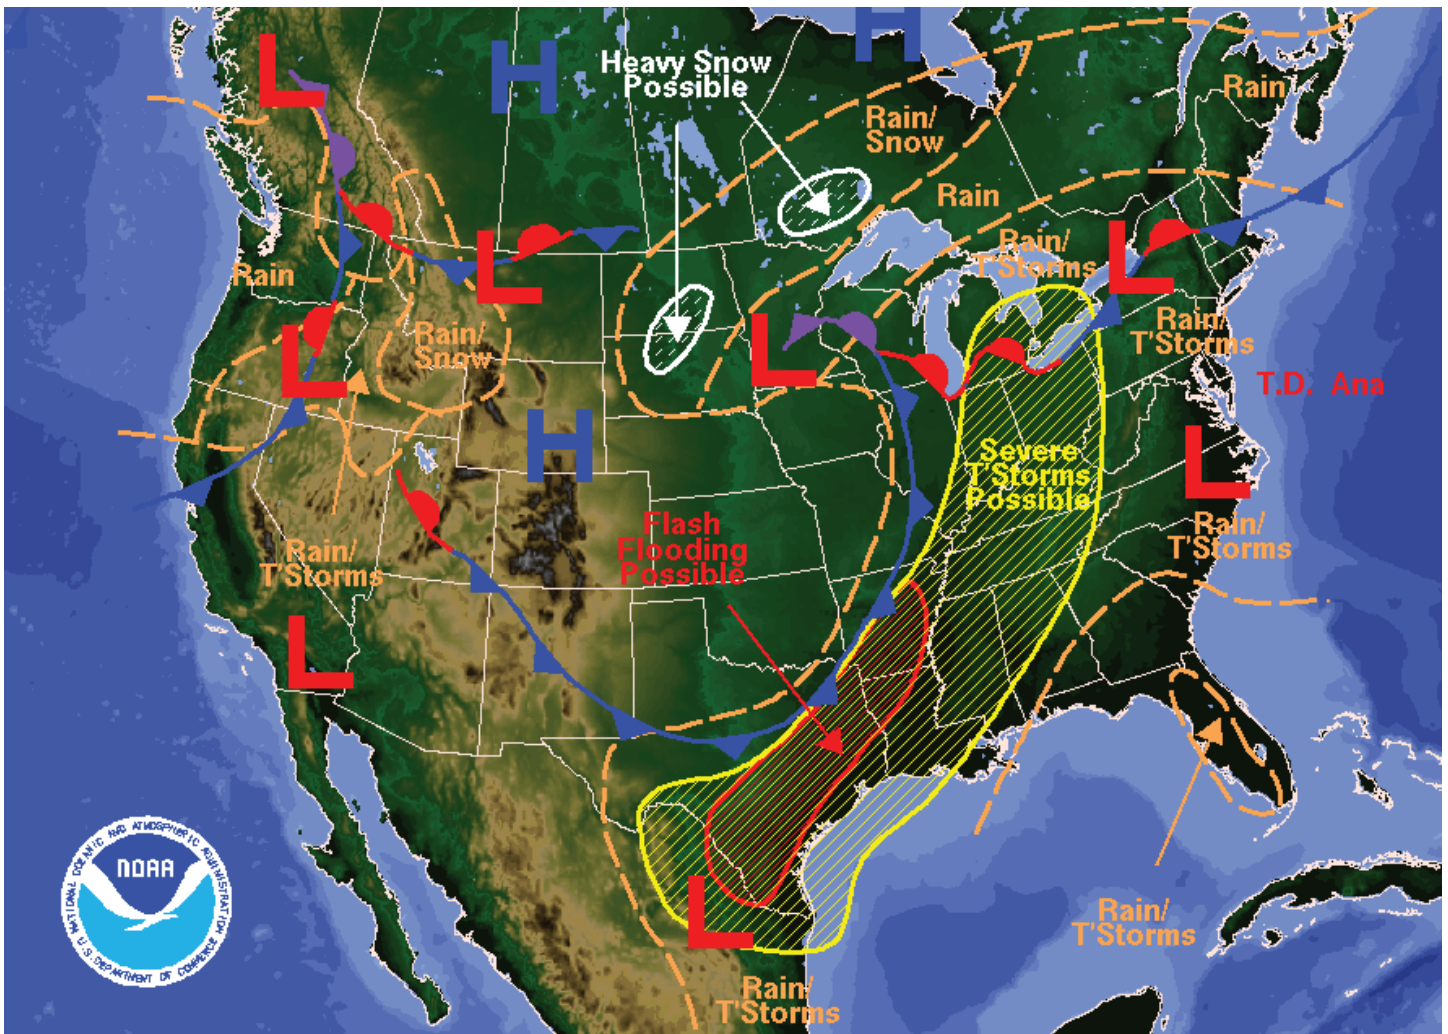 L
H
H
Heavy Snow
Possible
Rain
Rain/
Snow
Rain
L
L
Rain/
T'Storms
L
Rain
L
Rain/
Snow
L
Rain/
T'Storms
T.D. Ana
H
Severe
T'Storms
Possible
L
Flash
Flooding
Possible
Rain/
T'Storms
Rain/
T'Storms
L
NATIONAL OCEANIC AND ATMOSPHERIC ADMINISTRATION
NOAA
U.S. DEPARTMENT OF COMMERCE
L
Rain/
T'Storms
Rain/
T'Storms